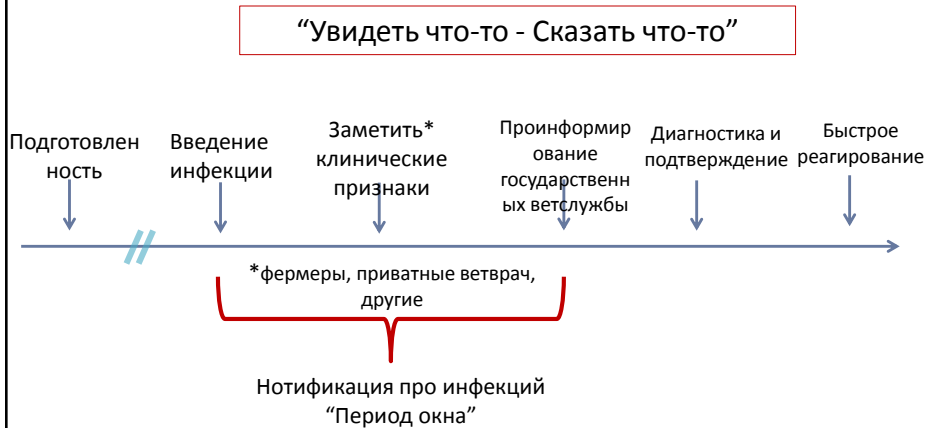 “Увидеть что-то - Сказать что-то”
Подготовлен
ность
Введение
инфекции
Заметить*
клинические
признаки
Проинформир
ование
государственн
ых ветслужбы
Диагностика и
подтверждение
Быстрое
реагирование
*фермеры, приватные ветврач,
другие
Нотификация про инфекций
“Период окна”